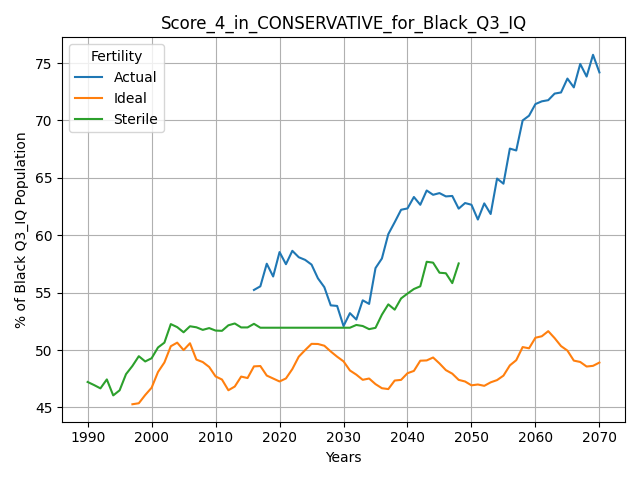 Score_4_in_CONSERVATIVE_for_Black_Q3_IQ
Fertility
Actual
Ideal
Sterile
% of Black Q3_IQ Population
75
70
65
60
55
50
45
1990 2000 2010 2020 2030 2040 2050 2060 2070
Years